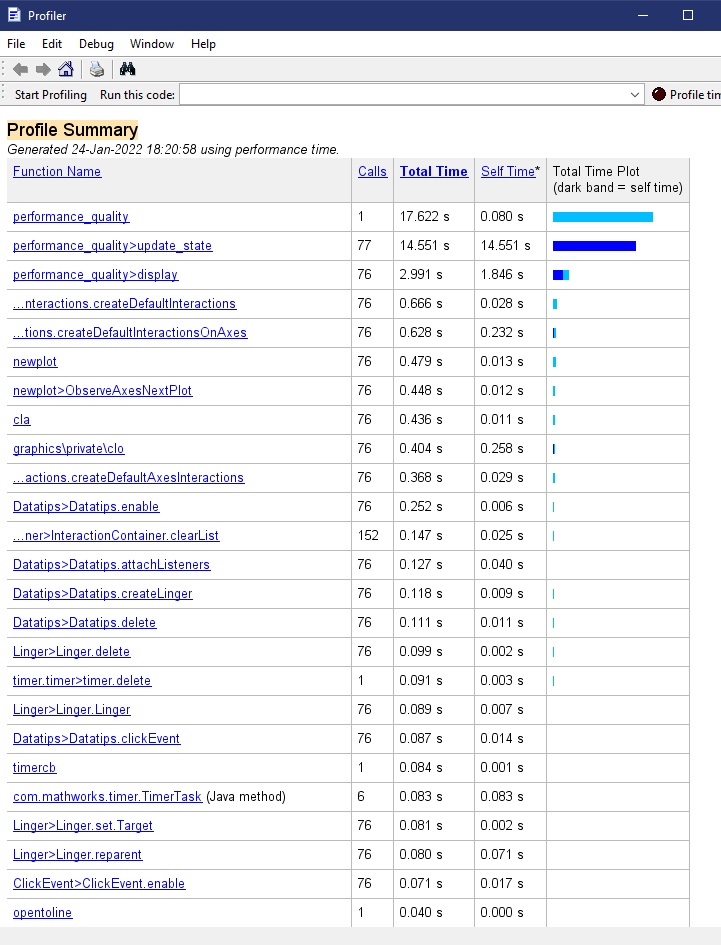 Profiler
File Edit Debug Window Help
Start Profiling Run this code: Profile tim
Profile Summary
Generated 24-Jan-2022 18:20:58 using performance time.
Function Name Calls Total Time Self Time* Total Time Plot
(dark band = self time)
performance_quality 1 17.622 s 0.080 s
performance_quality>update_state 77 14.551 s 14.551 s
performance_quality>display 76 2.991 s 1.846 s
...nteractions.createDefaultInteractions 76 0.666 s 0.028 s
...tions.createDefaultInteractionsOnAxes 76 0.628 s 0.232 s
newplot 76 0.479 s 0.013 s
newplot>ObserveAxesNextPlot 76 0.448 s 0.012 s
cla 76 0.436 s 0.011 s
graphics\private\clo 76 0.404 s 0.258 s
...actions.createDefaultAxesInteractions 76 0.368 s 0.029 s
Datatips>Datatips.enable 76 0.252 s 0.006 s
...ner>InteractionContainer.clearList 152 0.147 s 0.025 s
Datatips>Datatips.attachListeners 76 0.127 s 0.040 s
Datatips>Datatips.createLinger 76 0.118 s 0.009 s
Datatips>Datatips.delete 76 0.111 s 0.011 s
Linger>Linger.delete 76 0.099 s 0.002 s
timer.timer>timer.delete 1 0.091 s 0.003 s
Linger>Linger.Linger 76 0.089 s 0.007 s
Datatips>Datatips.clickEvent 76 0.087 s 0.014 s
timercb 1 0.084 s 0.001 s
com.mathworks.timer.TimerTask (Java method) 6 0.083 s 0.083 s
Linger>Linger.set.Target 76 0.081 s 0.002 s
Linger>Linger.reparent 76 0.080 s 0.071 s
ClickEvent>ClickEvent.enable 76 0.071 s 0.017 s
opentoline 1 0.040 s 0.000 s